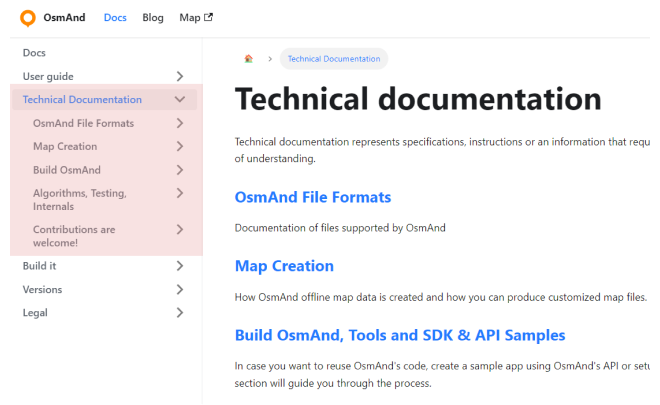 OsmAnd Docs Blog Map
Docs
User guide
Technical Documentation
OsmAnd File Formats
Map Creation
Build OsmAnd
Algorithms, Testing,
Internals
Contributions are
welcome!
Build it
Versions
Legal
Technical Documentation
Technical documentation
Technical documentation represents specifications, instructions or an information that requ
of understanding.
OsmAnd File Formats
Documentation of files supported by OsmAnd
Map Creation
How OsmAnd offline map data is created and how you can produce customized map files.
Build OsmAnd, Tools and SDK & API Samples
In case you want to reuse OsmAnd's code, create a sample app using OsmAnd's API or setu
section will guide you through the process.